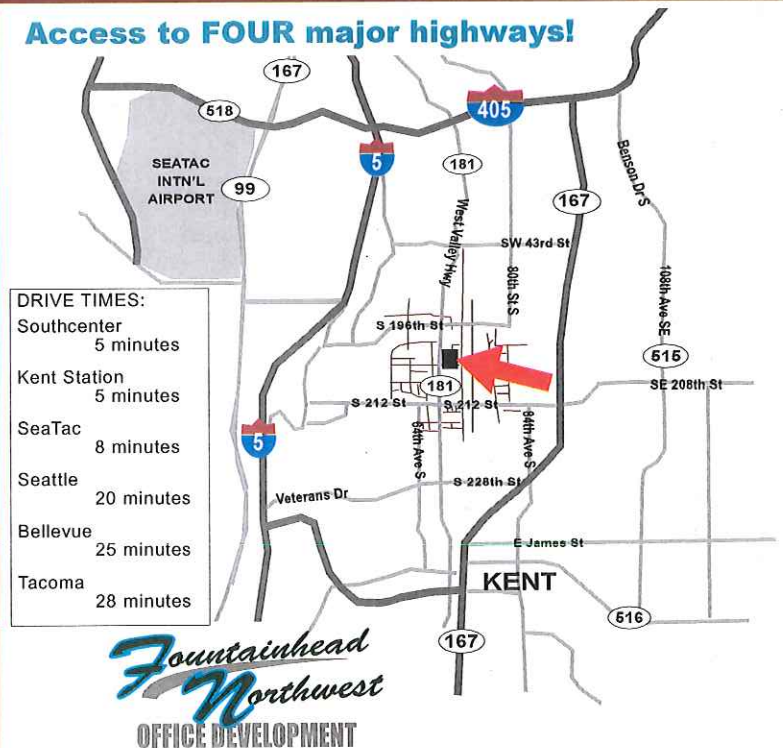 Access to FOUR major highways!
167
518
405
5
181
SEATAC
INTN'L
AIRPORT
99
167
Benson Dr S
West Valley Hwy
SW 43rd St
80th St S
108th Ave SE
DRIVE TIMES:
Southcenter
5 minutes
Kent Station
5 minutes
SeaTac
8 minutes
Seattle
20 minutes
Bellevue
25 minutes
Tacoma
28 minutes
S 196th St
515
181
SE 208th St
S 212 St
S 212 St
5
64th Ave S
84th Ave S
S 228th St
Veterans Dr
E James St
KENT
516
167
Fountainhead
Northwest
OFFICE DEVELOPMENT